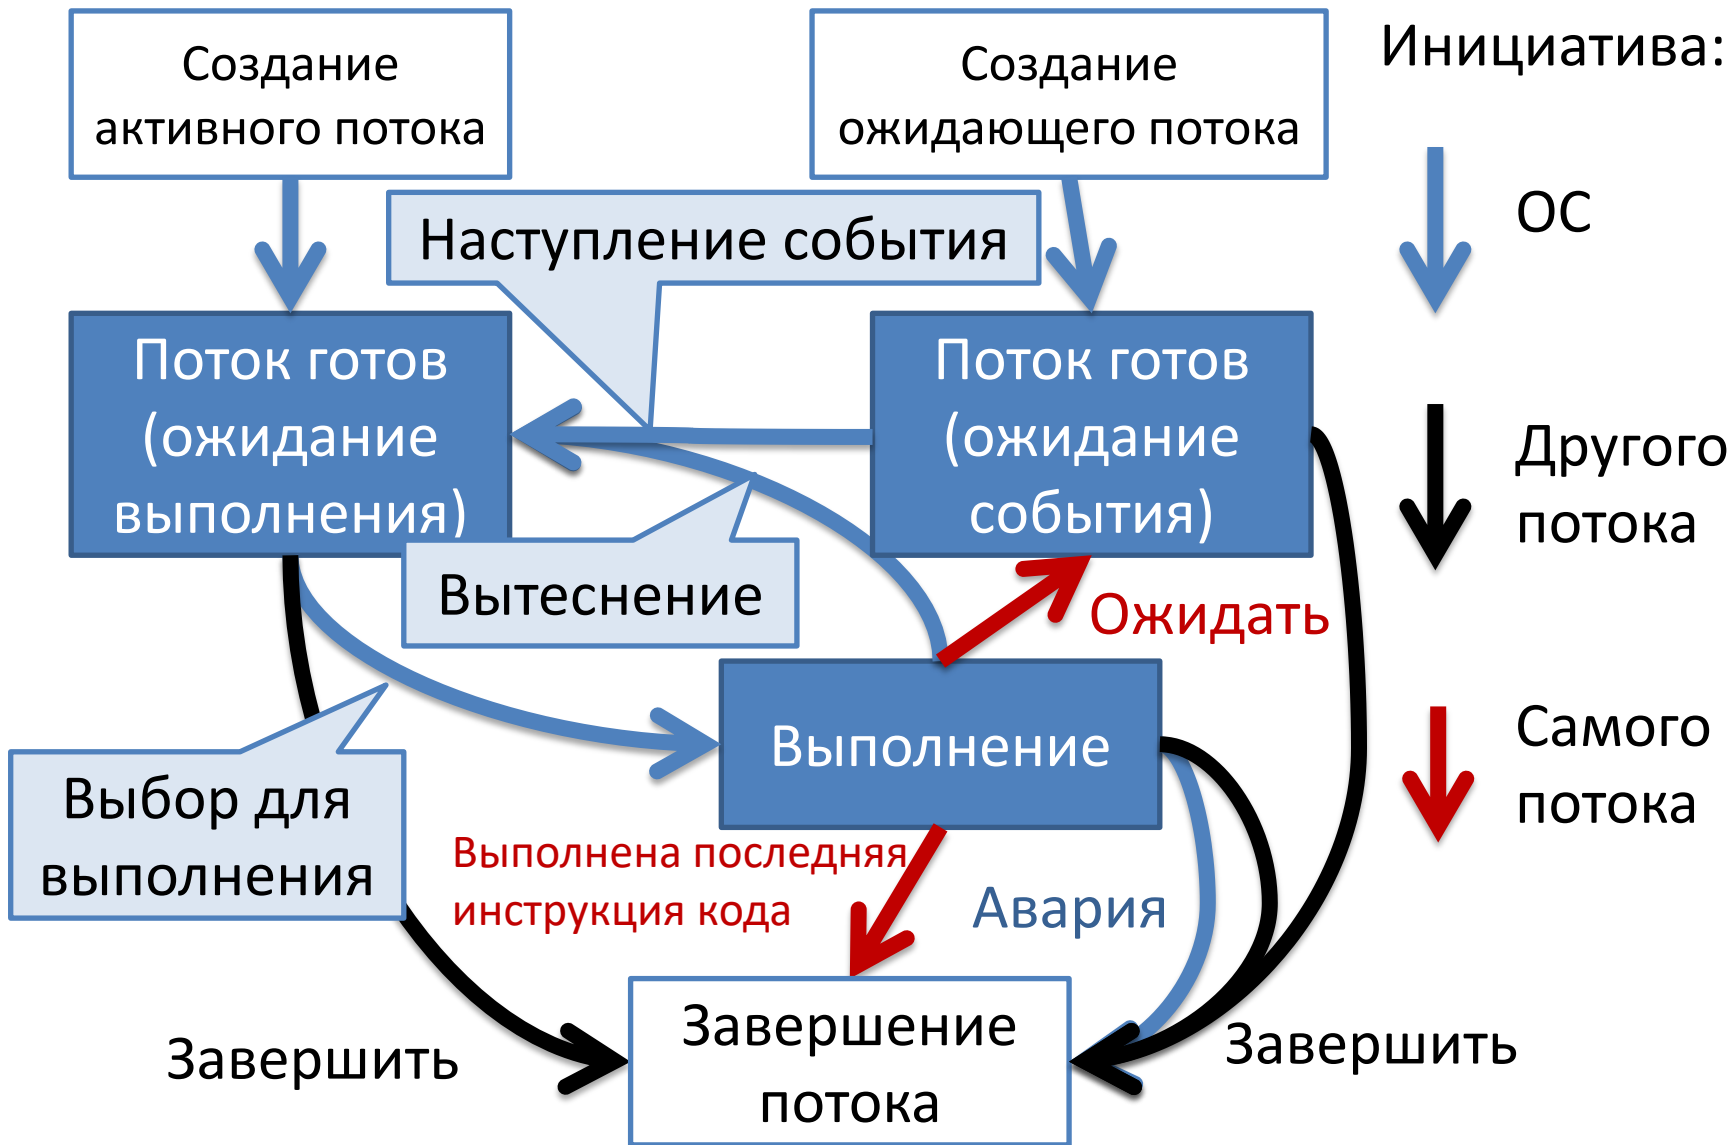 Создание
активного потока
Создание
ожидающего потока
Инициатива:
ОС
Наступление события
Поток готов
(ожидание
выполнения)
Поток готов
(ожидание
события)
Другого
потока
Вытеснение
Ожидать
Выполнение
Самого
потока
Выбор для
выполнения
Выполнена последняя
инструкция кода
Авария
Завершить
Завершение
потока
Завершить